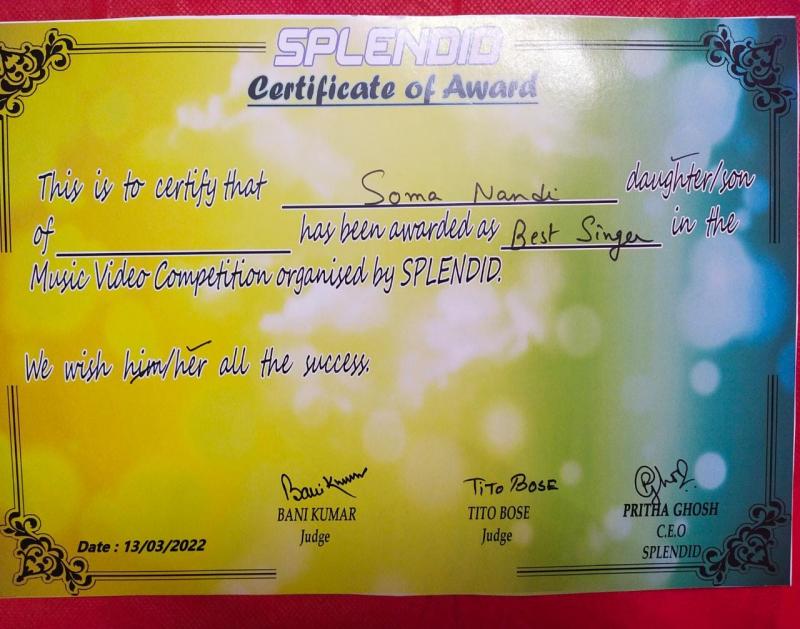 SPLENDID
Certificate of Award
This is to certify that Soma Nandi daughter/son
of has been awarded as Best Singer in the
Music Video Competition organised by SPLENDID.
We wish him/her all the success.
Bani Kumar TITO BOSE
BANI KUMAR TITO BOSE PRITHA GHOSH
Judge Judge C.E.O
Date : 13/03/2022 SPLENDID